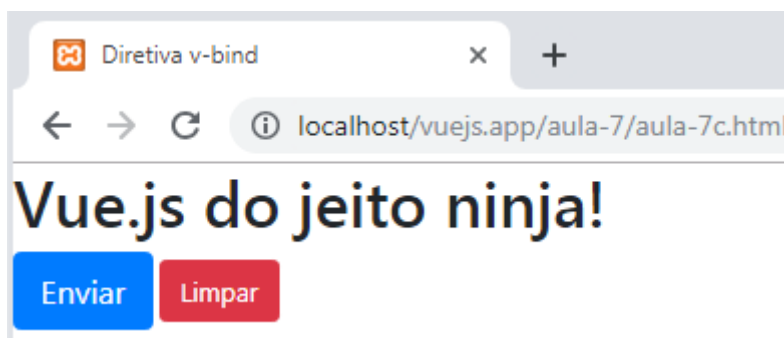 Diretiva v-bind
localhost/vuejs.app/aula-7/aula-7c.html
Vue.js do jeito ninja!
Enviar Limpar